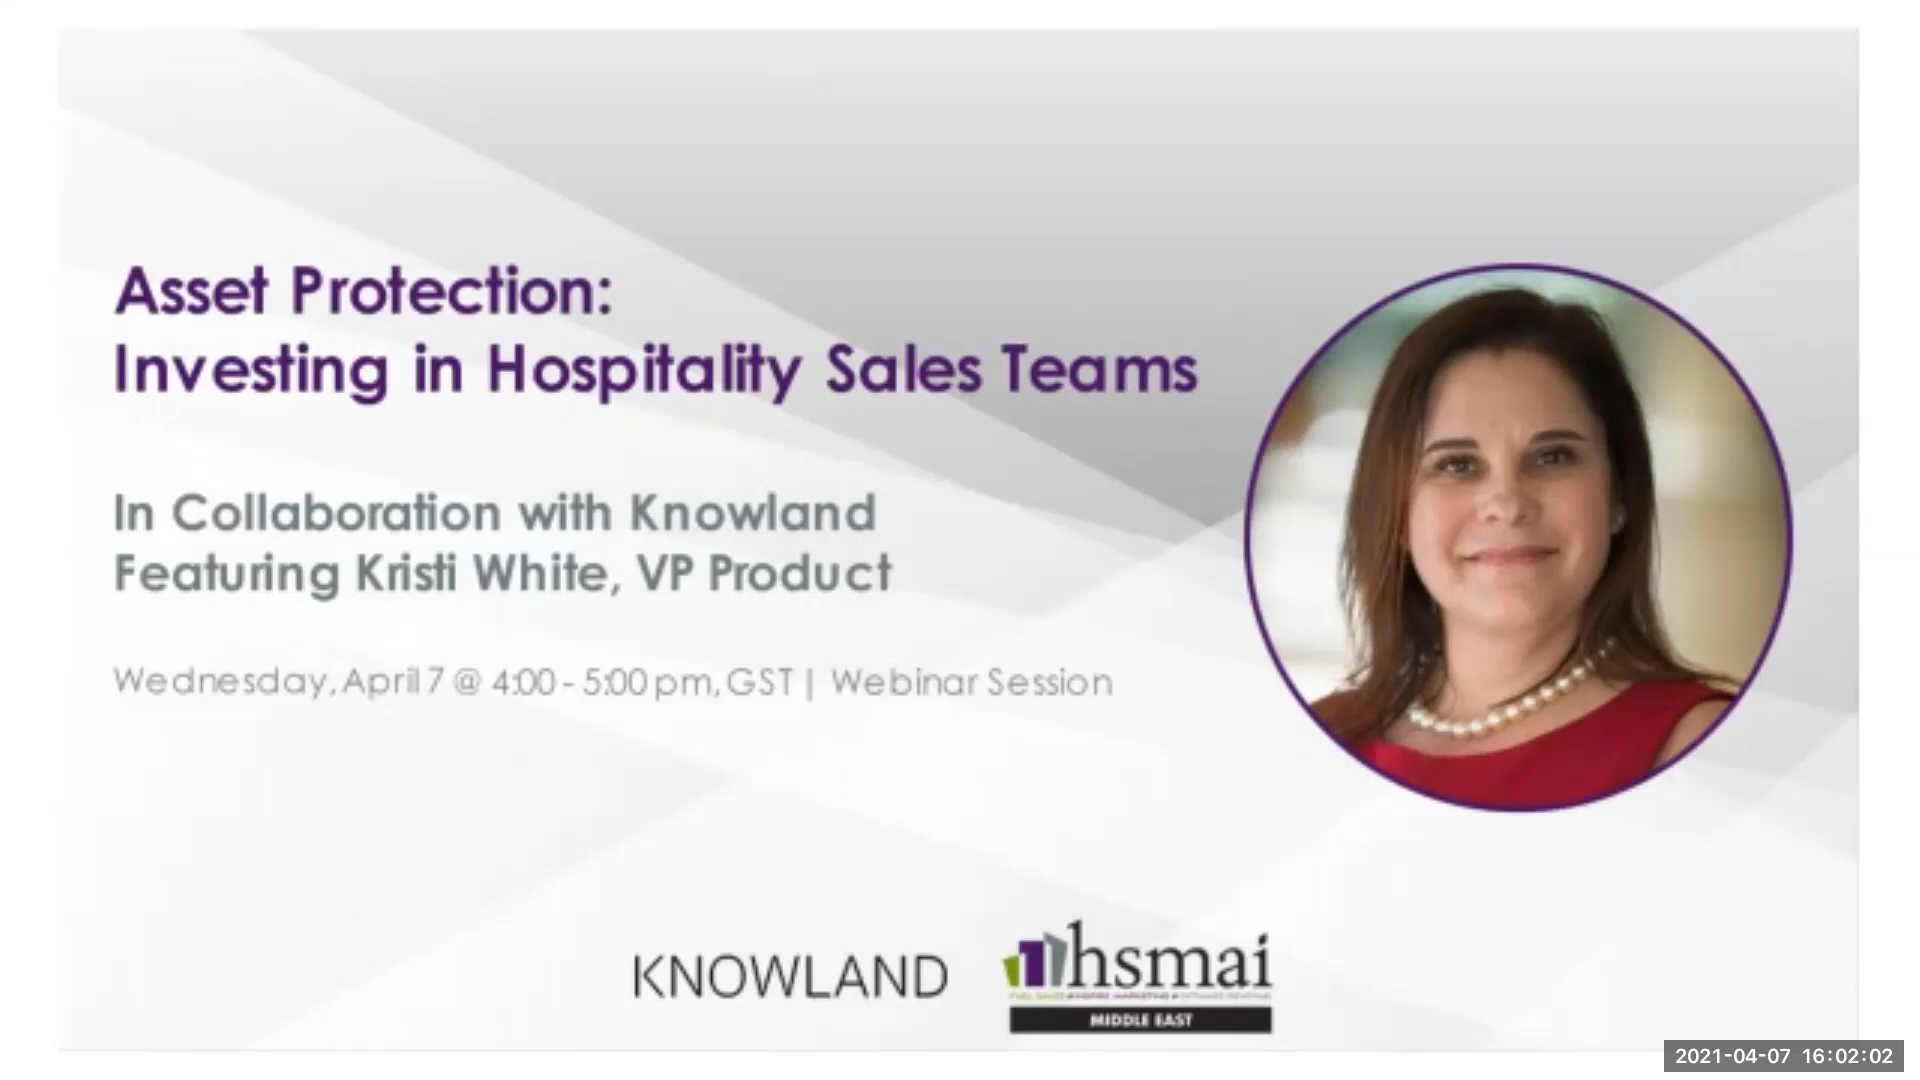 Asset Protection:
Investing in Hospitality Sales Teams
In Collaboration with Knowland
Featuring Kristi White, VP Product
Wednesday, April 7 @ 4:00 - 5:00 pm, GST | Webinar Session
KNOWLAND
hsmai
MIDDLE EAST
2021-04-07 16:02:02